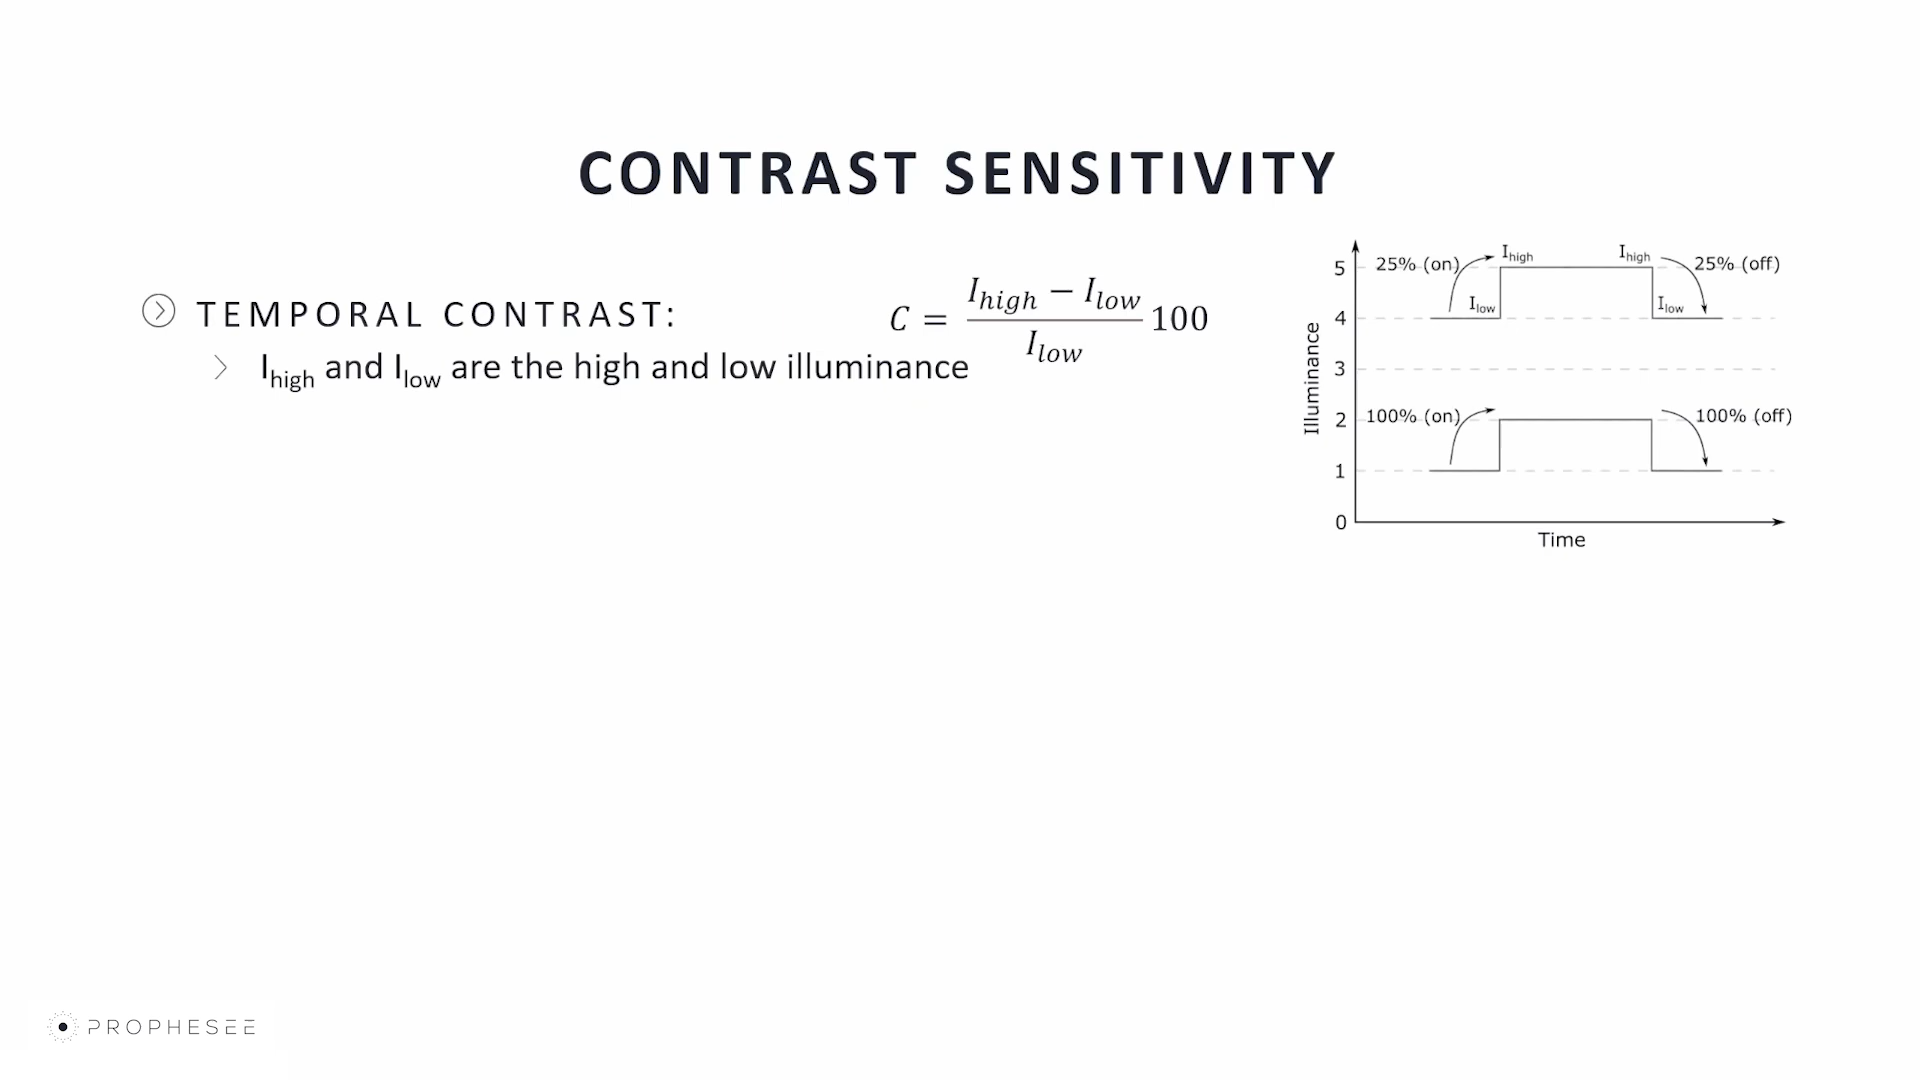 CONTRAST SENSITIVITY
TEMPORAL CONTRAST:
C = (I_high − I_low) / I_low 100
I_high and I_low are the high and low illuminance
Illuminance
5
4
3
2
1
0
25% (on)
I_high
I_high
25% (off)
I_low
I_low
100% (on)
100% (off)
Time
PROPHESEE